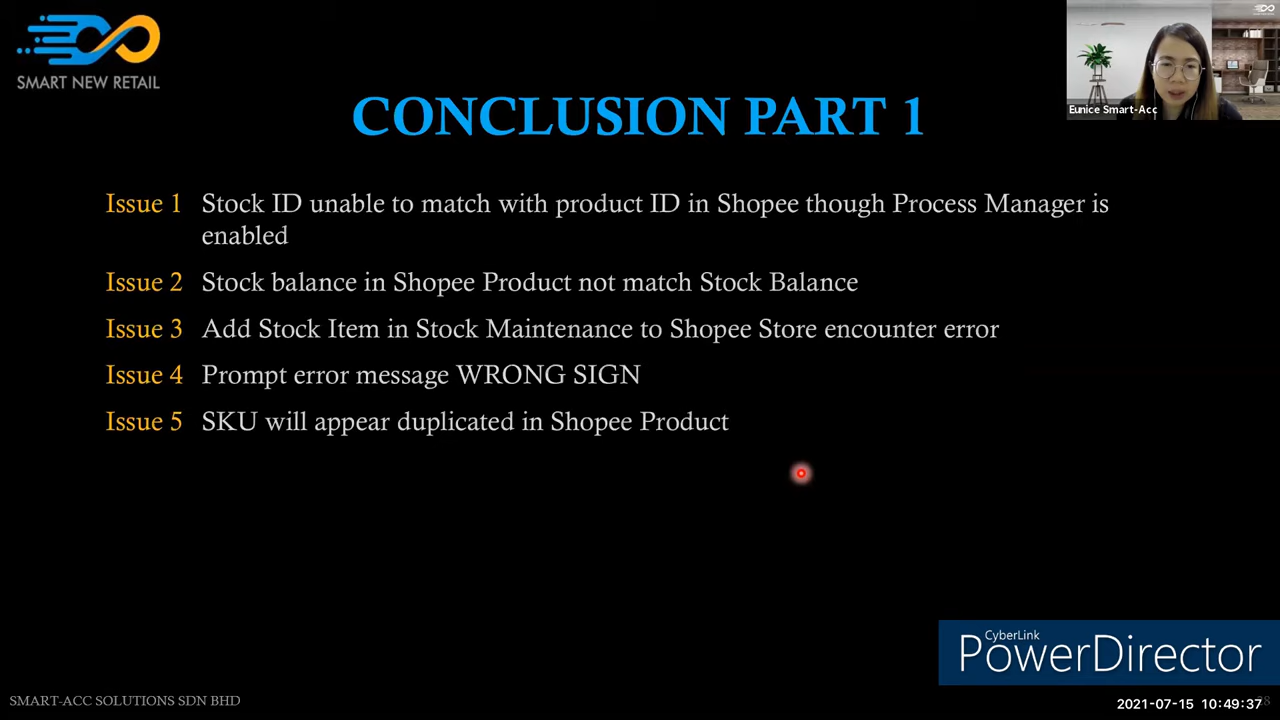 SMART NEW RETAIL
Eunice Smart-Acc
CONCLUSION PART 1
Issue 1 Stock ID unable to match with product ID in Shopee though Process Manager is
enabled
Issue 2 Stock balance in Shopee Product not match Stock Balance
Issue 3 Add Stock Item in Stock Maintenance to Shopee Store encounter error
Issue 4 Prompt error message WRONG SIGN
Issue 5 SKU will appear duplicated in Shopee Product
CyberLink
PowerDirector
SMART-ACC SOLUTIONS SDN BHD
2021-07-15 10:49:37